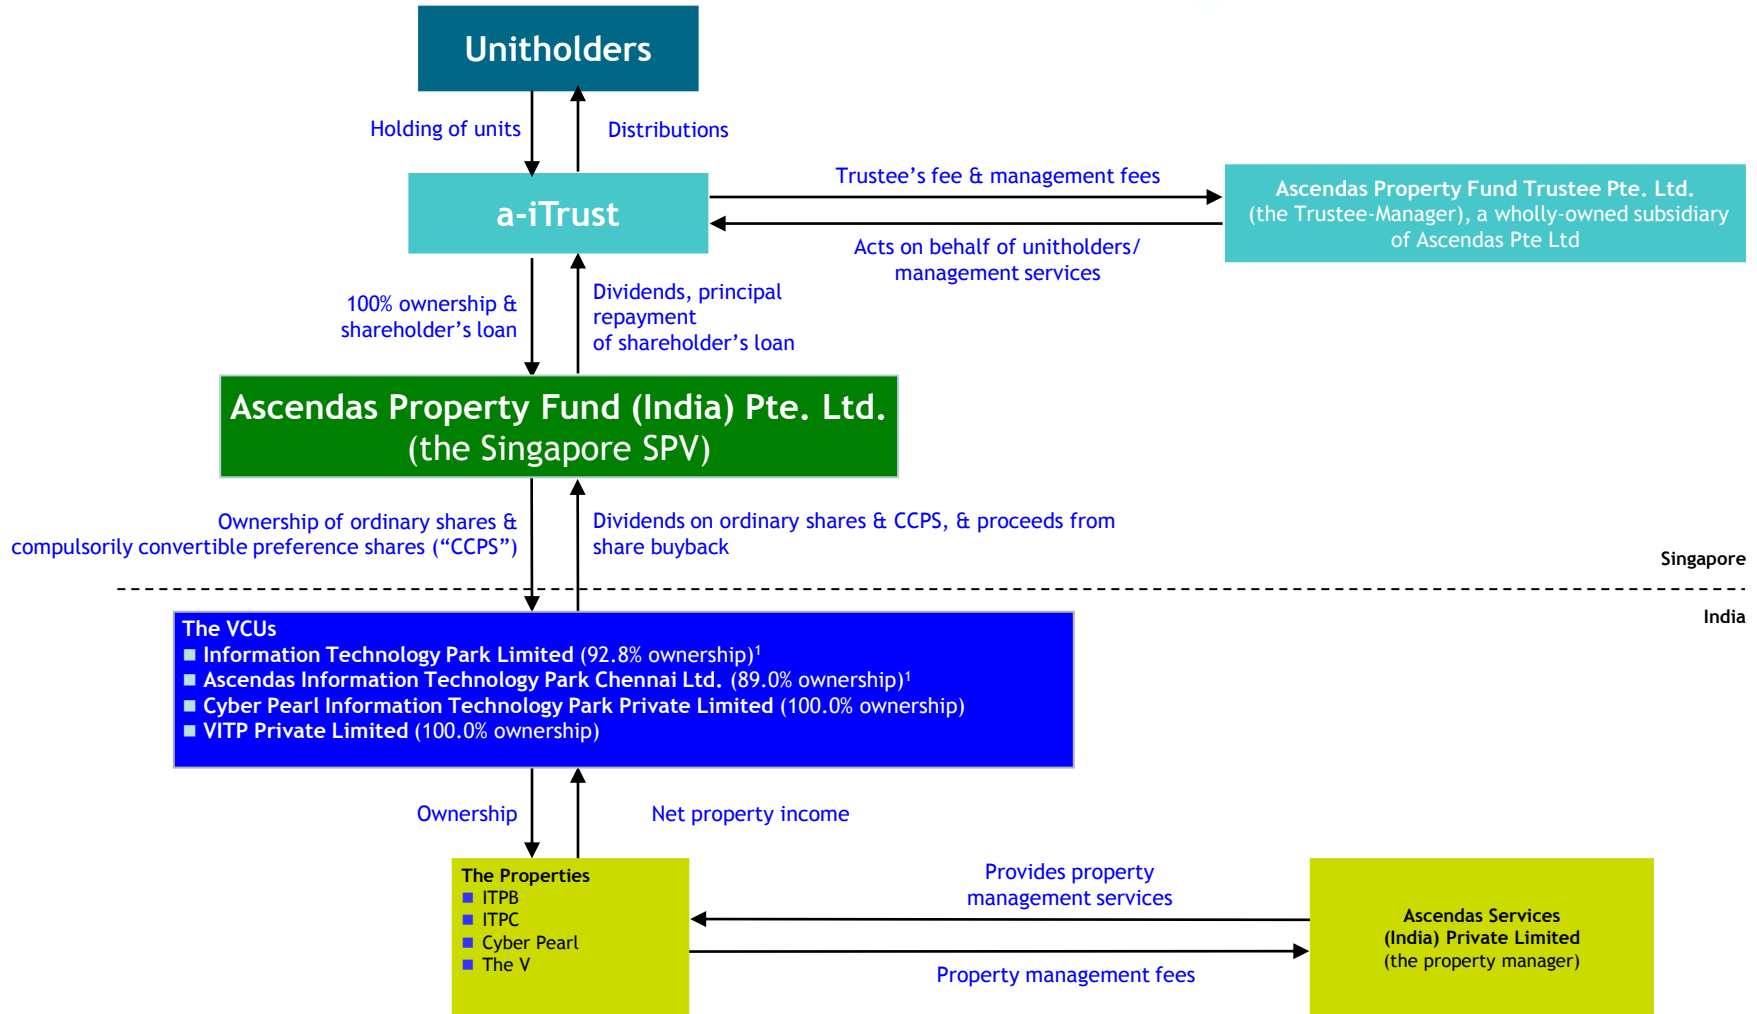 Unitholders
Holding of units
Distributions
Trustee’s fee & management fees
a-iTrust
Ascendas Property Fund Trustee Pte. Ltd.
(the Trustee-Manager), a wholly-owned subsidiary
of Ascendas Pte Ltd
Acts on behalf of unitholders/
management services
100% ownership &
shareholder’s loan
Dividends, principal
repayment
of shareholder’s loan
Ascendas Property Fund (India) Pte. Ltd.
(the Singapore SPV)
Ownership of ordinary shares &
compulsorily convertible preference shares (“CCPS”)
Dividends on ordinary shares & CCPS, & proceeds from
share buyback
Singapore
India
The VCUs
Information Technology Park Limited (92.8% ownership)¹
Ascendas Information Technology Park Chennai Ltd. (89.0% ownership)¹
Cyber Pearl Information Technology Park Private Limited (100.0% ownership)
VITP Private Limited (100.0% ownership)
Ownership
Net property income
The Properties
ITPB
ITPC
Cyber Pearl
The V
Provides property
management services
Property management fees
Ascendas Services
(India) Private Limited
(the property manager)